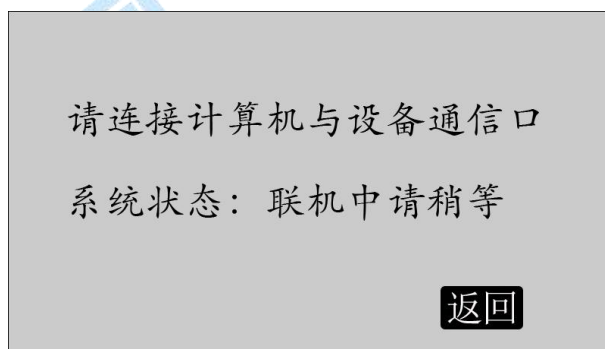 请连接计算机与设备通信口
系统状态：联机中请稍等
返回